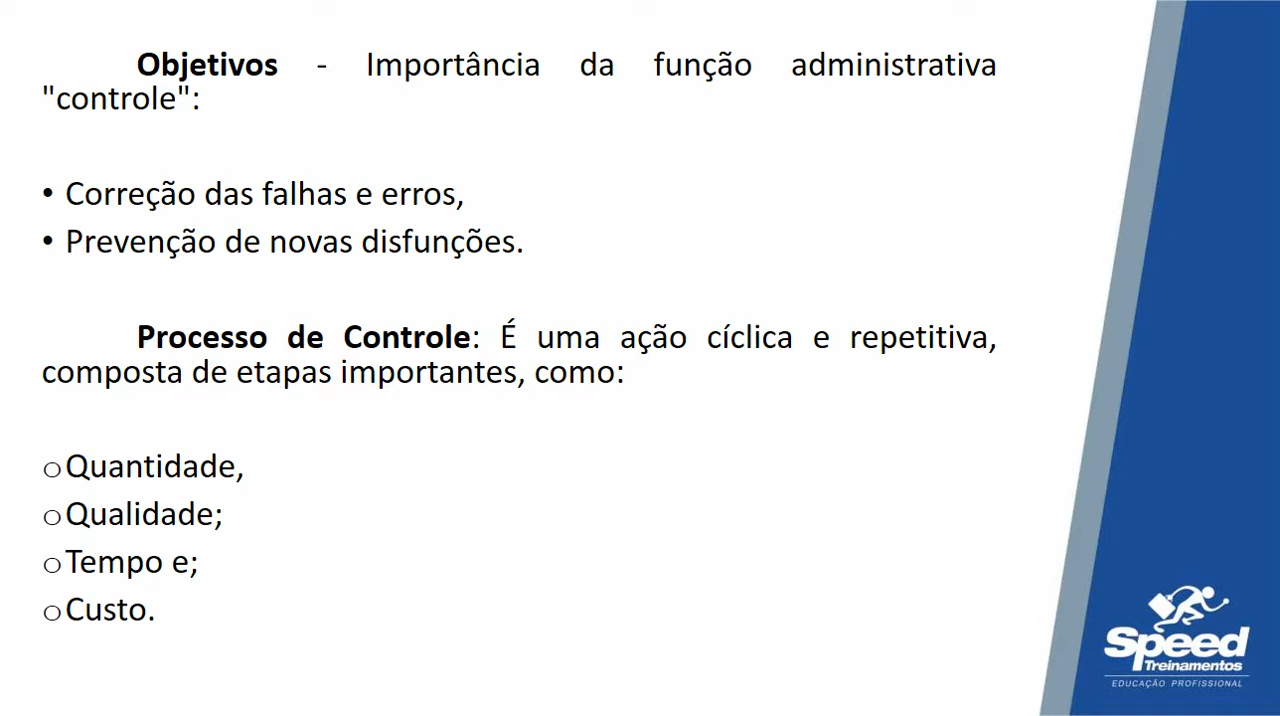 Objetivos - Importância da função administrativa
"controle":
• Correção das falhas e erros,
• Prevenção de novas disfunções.
Processo de Controle: É uma ação cíclica e repetitiva,
composta de etapas importantes, como:
o Quantidade,
o Qualidade;
o Tempo e;
o Custo.
Speed
Treinamentos
EDUCAÇÃO PROFISSIONAL